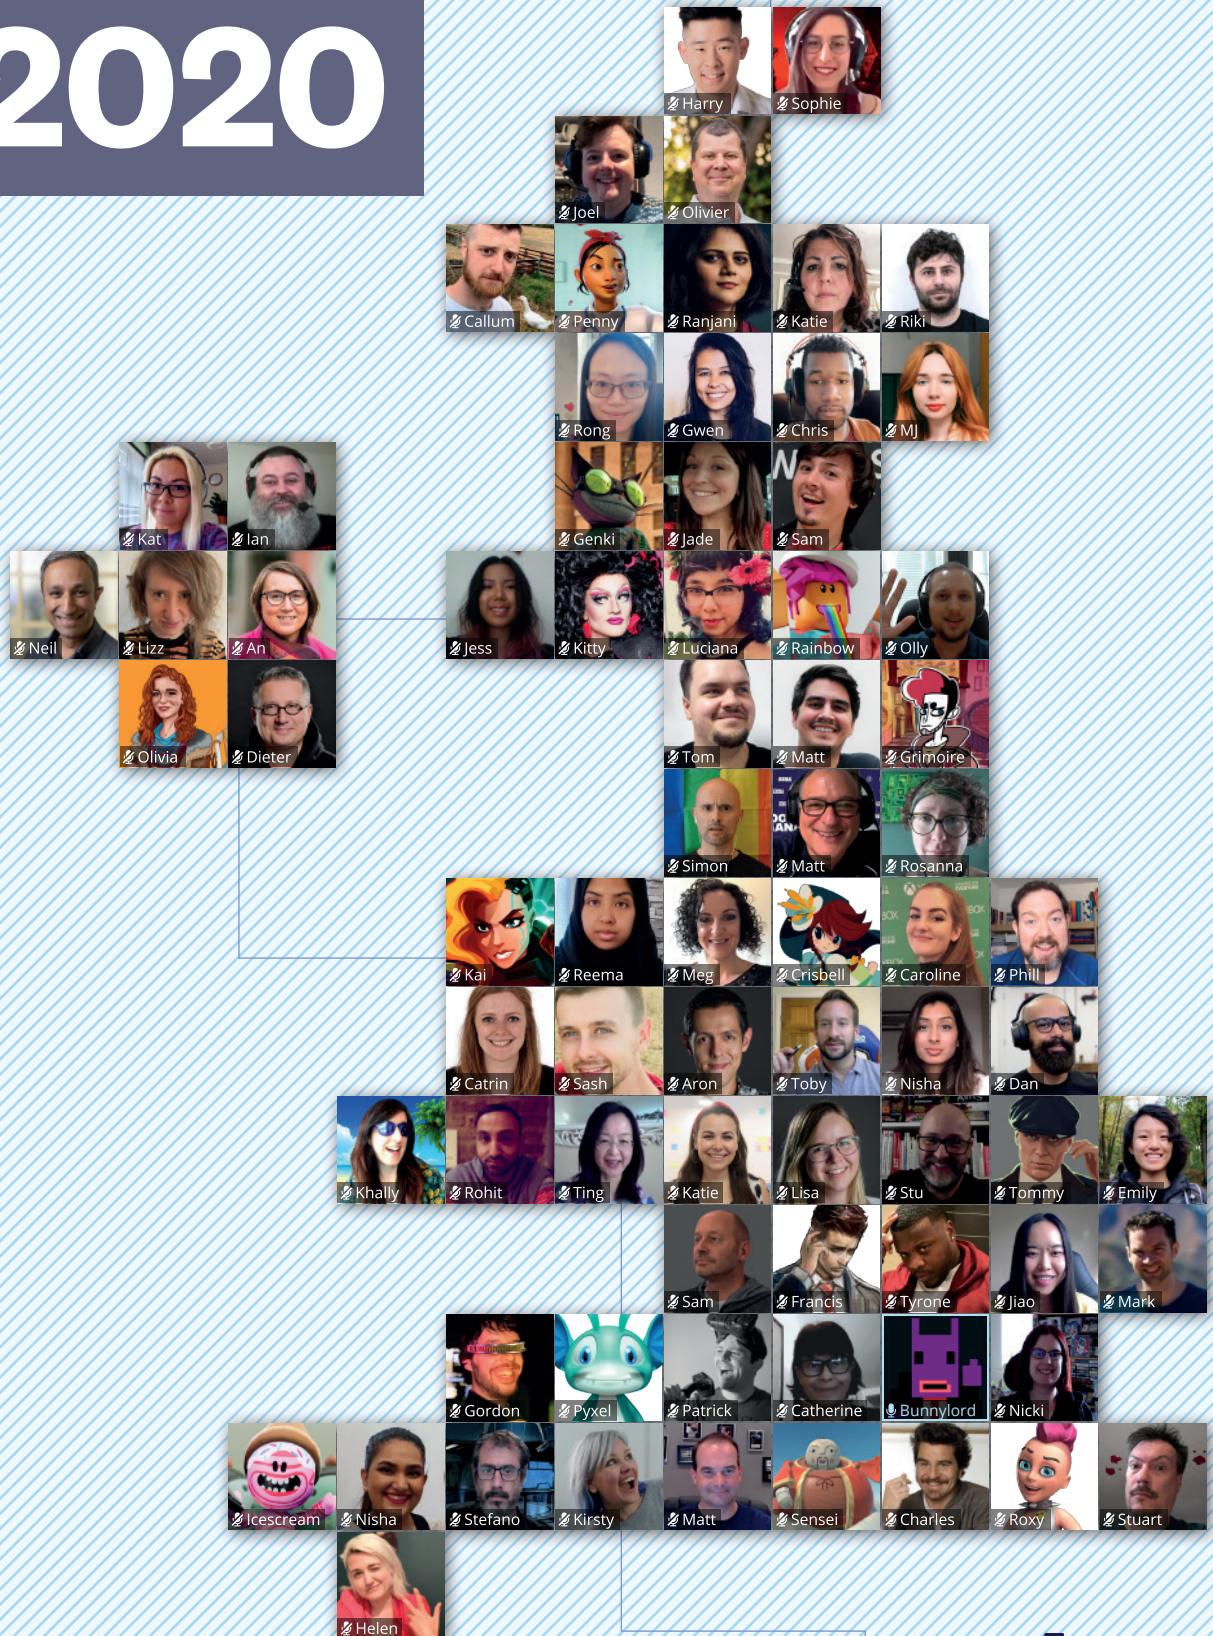 2020
Harry Sophie
Joel Olivier
Callum Penny Ranjani Katie Riki
Rong Gwen Chris MJ
Kat Ian Genki Jade Sam
Neil Lizz An Jess Kitty Luciana Rainbow Olly
Olivia Dieter Tom Matt Grimoire
Simon Matt Rosanna
Kai Reema Meg Crisbell Caroline Phill
Catrin Sash Aron Toby Nisha Dan
Khally Rohit Ting Katie Lisa Stu Tommy Emily
Sam Francis Tyrone Jiao Mark
Gordon Pyxel Patrick Catherine Bunnylord Nicki
Icescream Nisha Stefano Kirsty Matt Sensei Charles Roxy Stuart
Helen